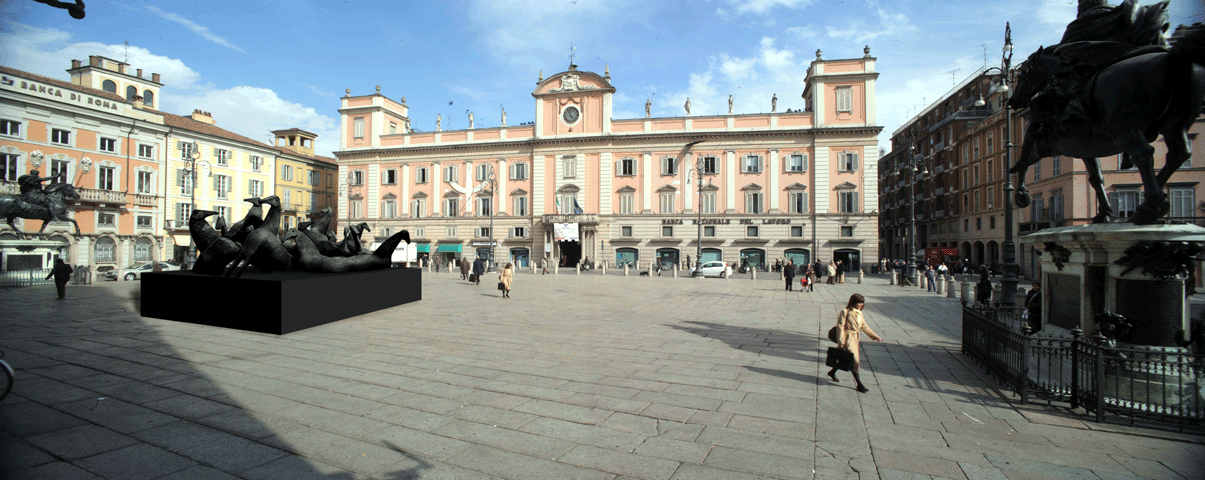 BANCA DI ROMA
BANCA NAZIONALE DEL LAVORO